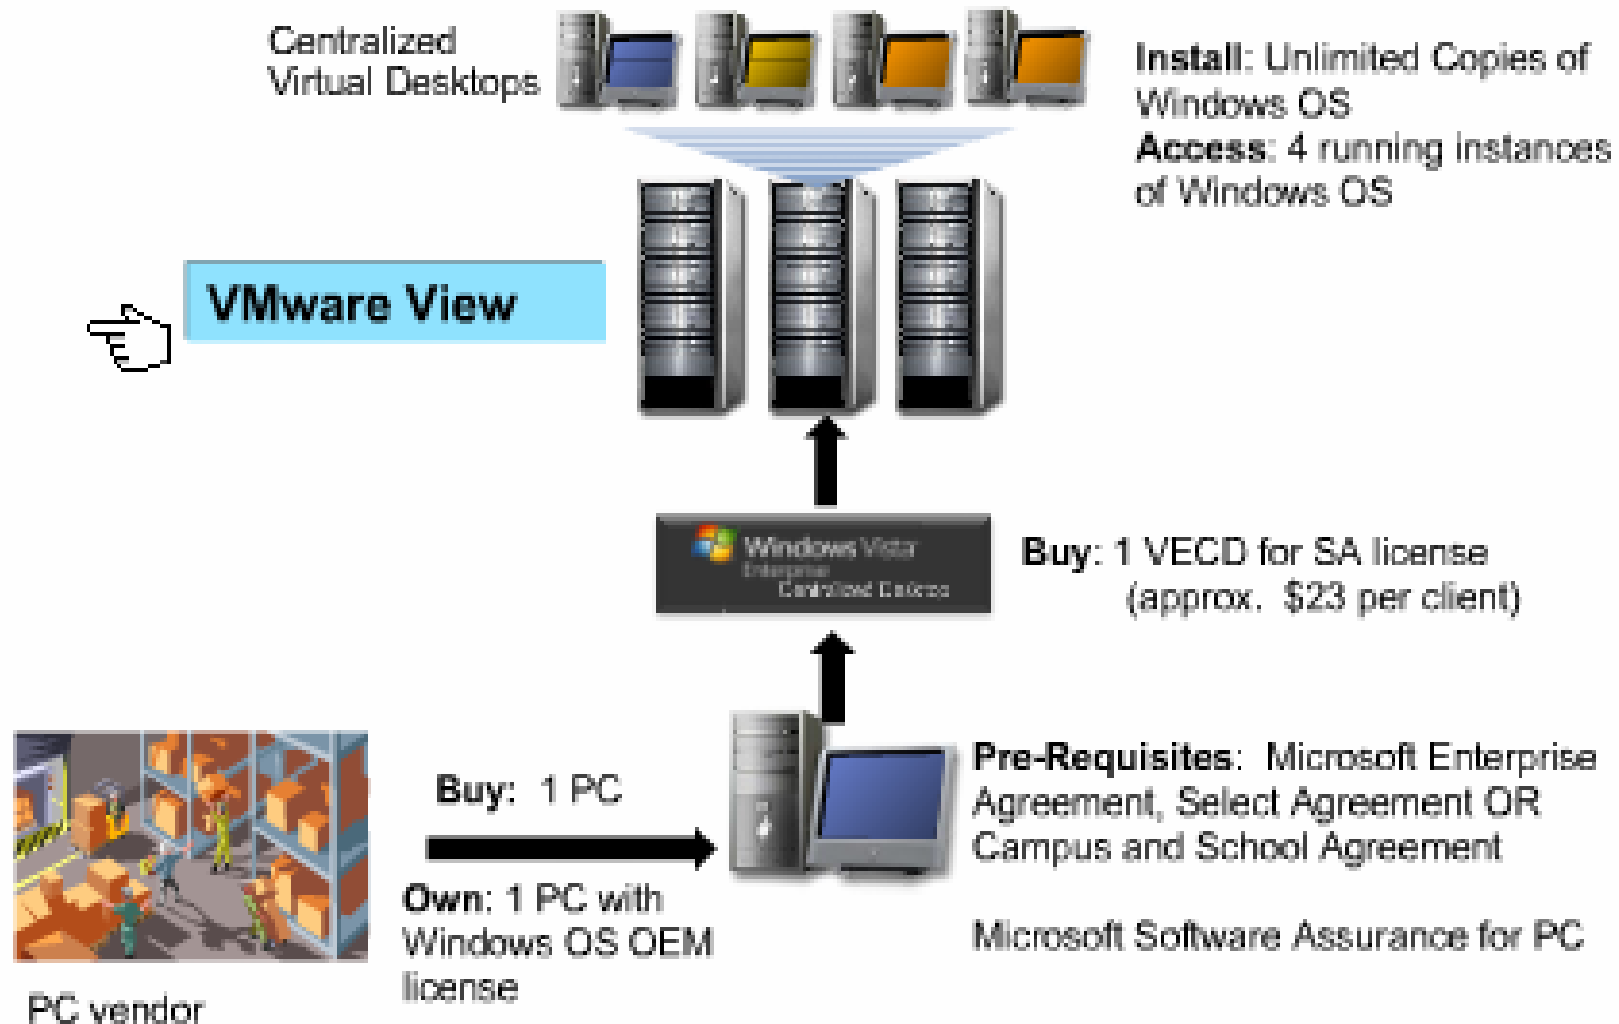 Centralized
Virtual Desktops
Install: Unlimited Copies of
Windows OS
Access: 4 running instances
of Windows OS
VMware View
Windows Vista
Enterprise
Centralized Desktop
Buy: 1 VECD for SA license
(approx. $23 per client)
Buy: 1 PC
Own: 1 PC with
Windows OS OEM
license
Pre-Requisites: Microsoft Enterprise
Agreement, Select Agreement OR
Campus and School Agreement
Microsoft Software Assurance for PC
PC vendor